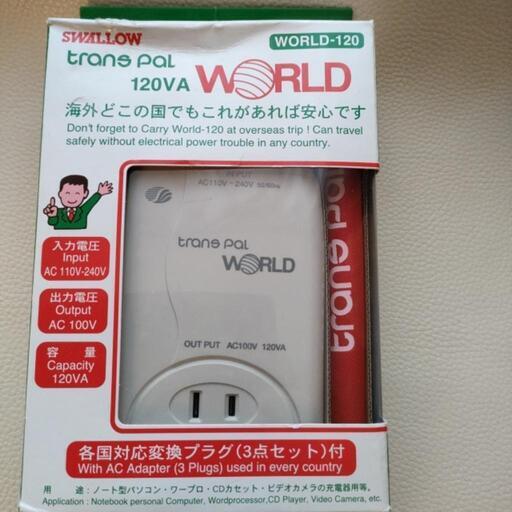 SWALLOW
WORLD-120
trans pal
120VA WORLD
海外どこの国でもこれがあれば安心です
Don't forget to Carry World-120 at overseas trip ! Can travel
safely without electrical power trouble in any country.
INPUT
AC110V~240V 50/60Hz
trans pal
WORLD
入力電圧
Input
AC 110V-240V
出力電圧
Output
AC 100V
容量
Capacity
120VA
OUTPUT AC100V 120VA
trans pal
各国対応変換プラグ(3点セット)付
With AC Adapter (3 Plugs) used in every country
用途:ノート型パソコン・ワープロ・CDカセット・ビデオカメラの充電器用等。
Application : Notebook personal Computer, Wordprocessor,CD Player, Video Camera, etc.